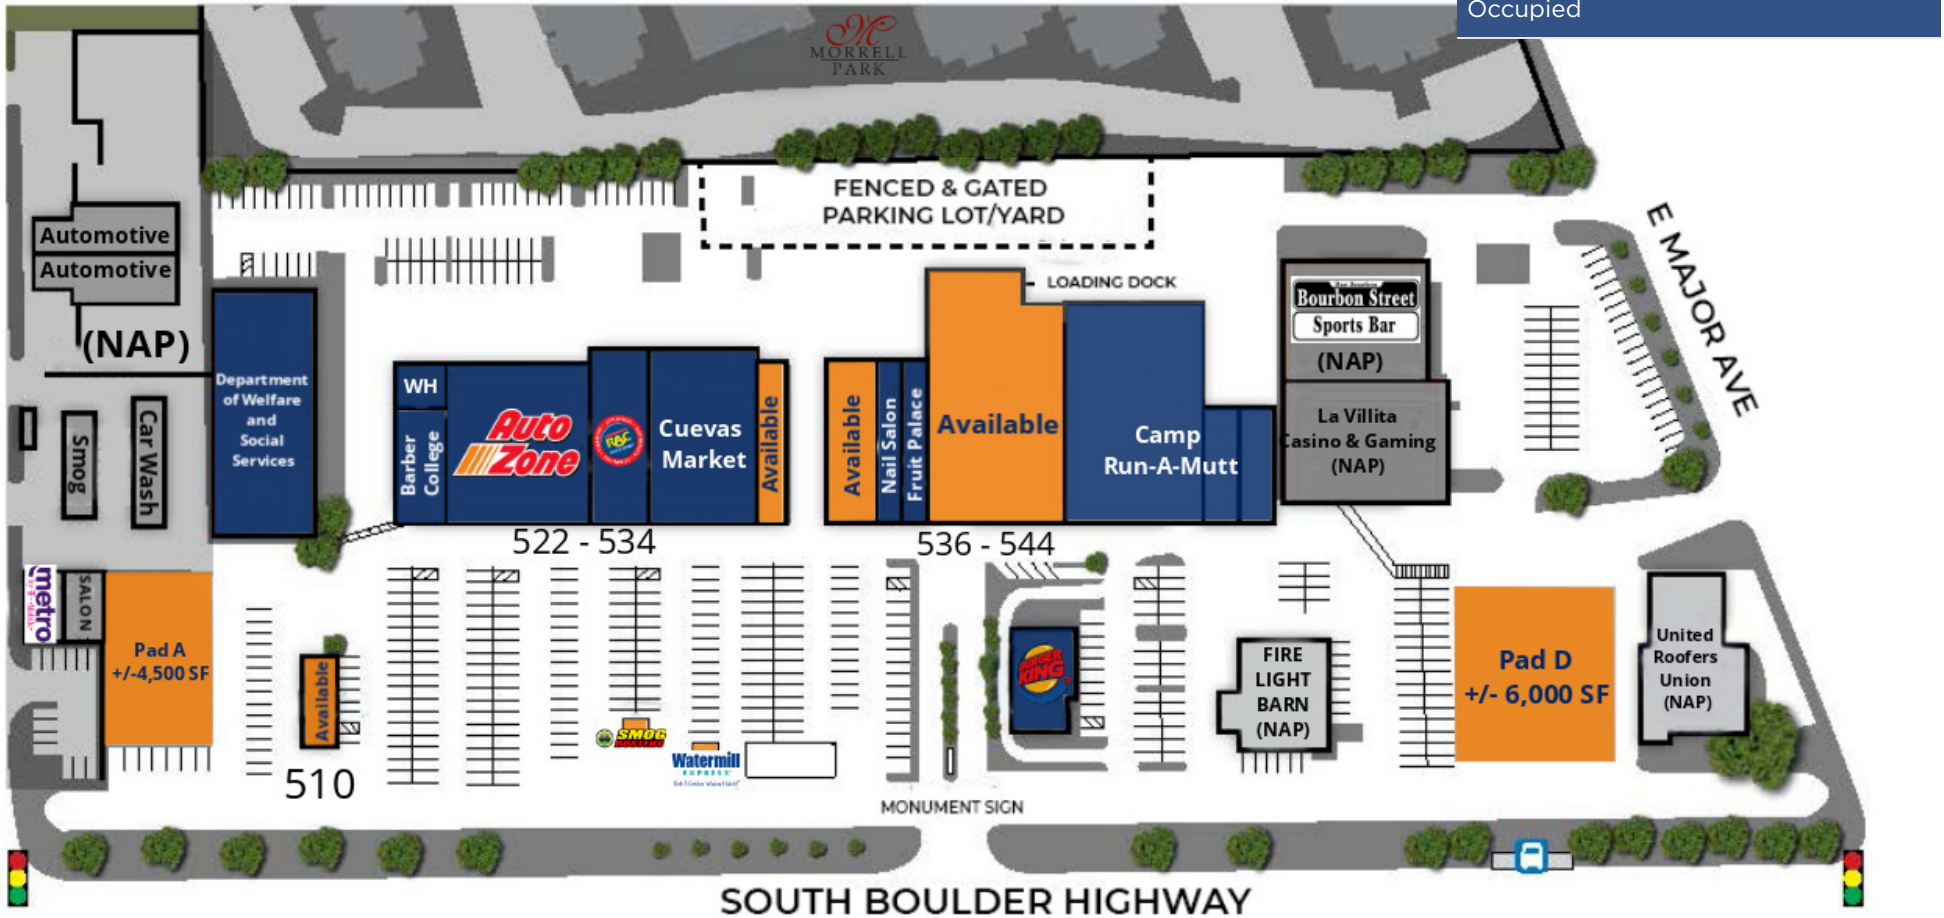 Occupied
M
MORRELL
PARK
FENCED & GATED
PARKING LOT/YARD
E MAJOR AVE
Automotive
Automotive
(NAP)
LOADING DOCK
Bourbon Street
Sports Bar
(NAP)
Department
of Welfare
and
Social
Services
WH
Barber
College
Auto
Zone
RAC
Cuevas
Market
Available
Available
Nail Salon
Fruit Palace
Available
Camp
Run-A-Mutt
La Villita
Casino & Gaming
(NAP)
Smog
Car Wash
522 - 534
536 - 544
metro
SALON
Pad A
+/-4,500 SF
Available
510
SMOG
BUSTERS
Watermill
EXPRESS
BURGER
KING
FIRE
LIGHT
BARN
(NAP)
Pad D
+/- 6,000 SF
United
Roofers
Union
(NAP)
MONUMENT SIGN
SOUTH BOULDER HIGHWAY